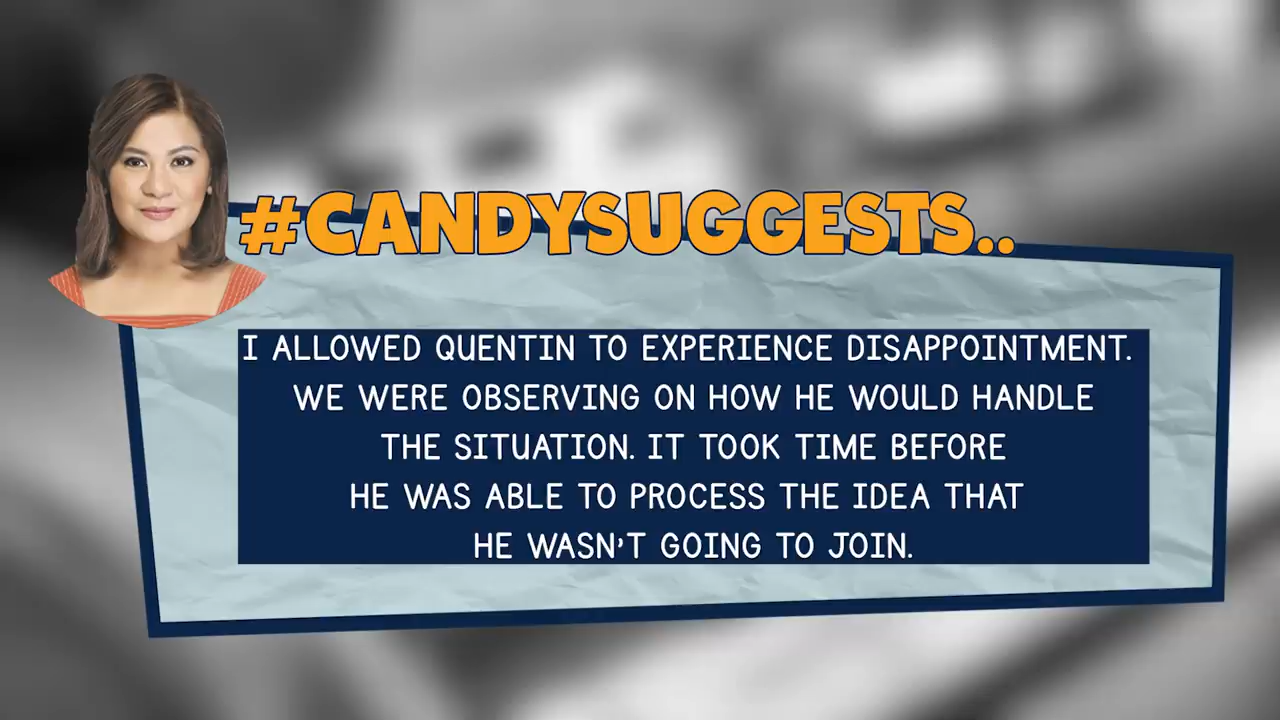 #CANDYSUGGESTS..
I ALLOWED QUENTIN TO EXPERIENCE DISAPPOINTMENT.
WE WERE OBSERVING ON HOW HE WOULD HANDLE
THE SITUATION. IT TOOK TIME BEFORE
HE WAS ABLE TO PROCESS THE IDEA THAT
HE WASN'T GOING TO JOIN.